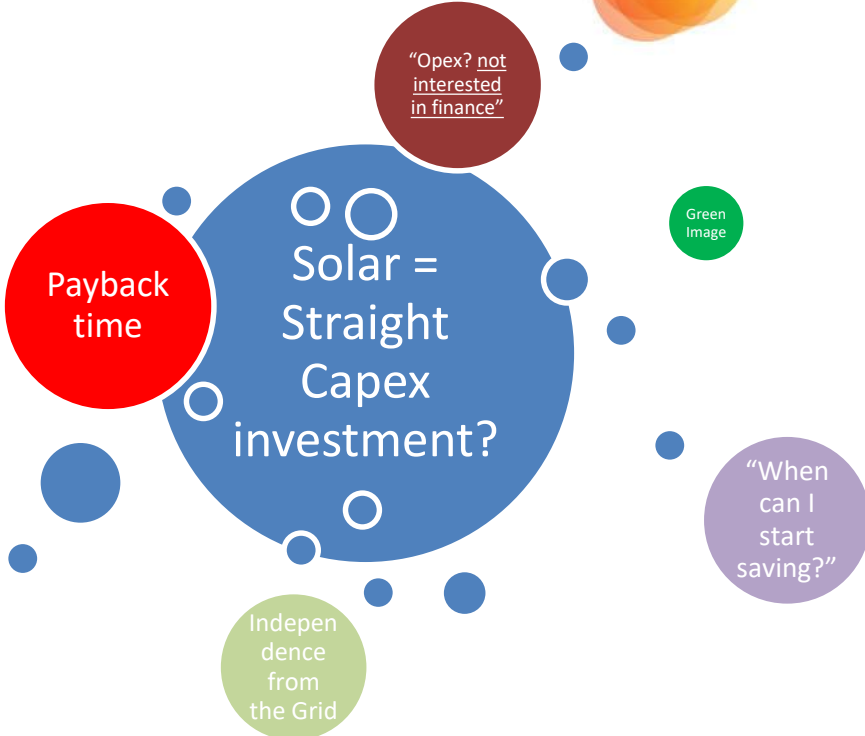 “Opex? not
interested
in finance”
Green
Image
Payback
time
Solar =
Straight
Capex
investment?
“When
can I
start
saving?”
Indepen
dence
from
the Grid